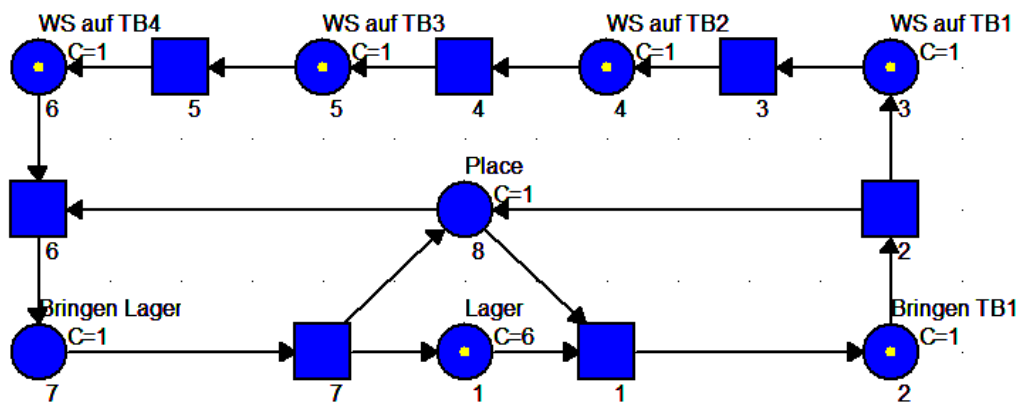 WS auf TB4
WS auf TB3
WS auf TB2
WS auf TB1
C=1
C=1
C=1
C=1
6
5
5
4
4
3
3
Place
C=1
6
8
2
Bringen Lager
Lager
Bringen TB1
C=1
C=6
C=1
7
7
1
1
2